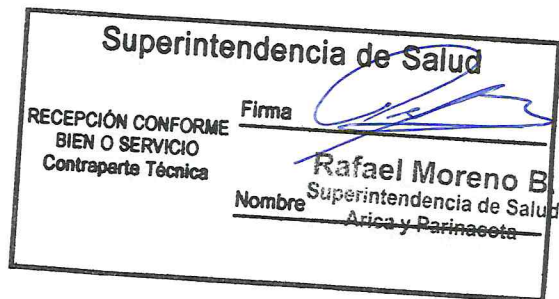 Superintendencia de Salud
RECEPCIÓN CONFORME
BIEN O SERVICIO
Contraparte Técnica
Firma
Nombre
Rafael Moreno B.
Superintendencia de Salud
Arica y Parinacota